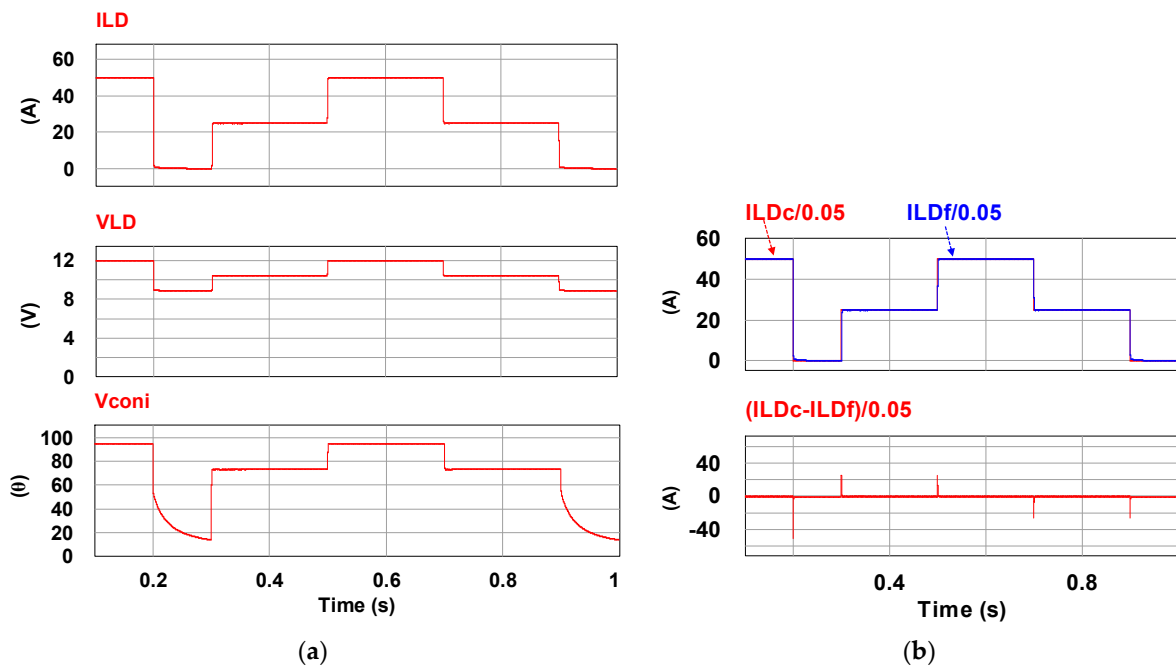 ILD
60
40
20
0
(A)
VLD
12
8
4
0
(V)
Vconi
100
80
60
40
20
0
(θ)
0.2 0.4 0.6 0.8 1
Time (s)
(a)
ILDc/0.05 ILDf/0.05
60
40
20
0
(A)
(ILDc-ILDf)/0.05
40
0
-40
(A)
0.4 0.8
Time (s)
(b)